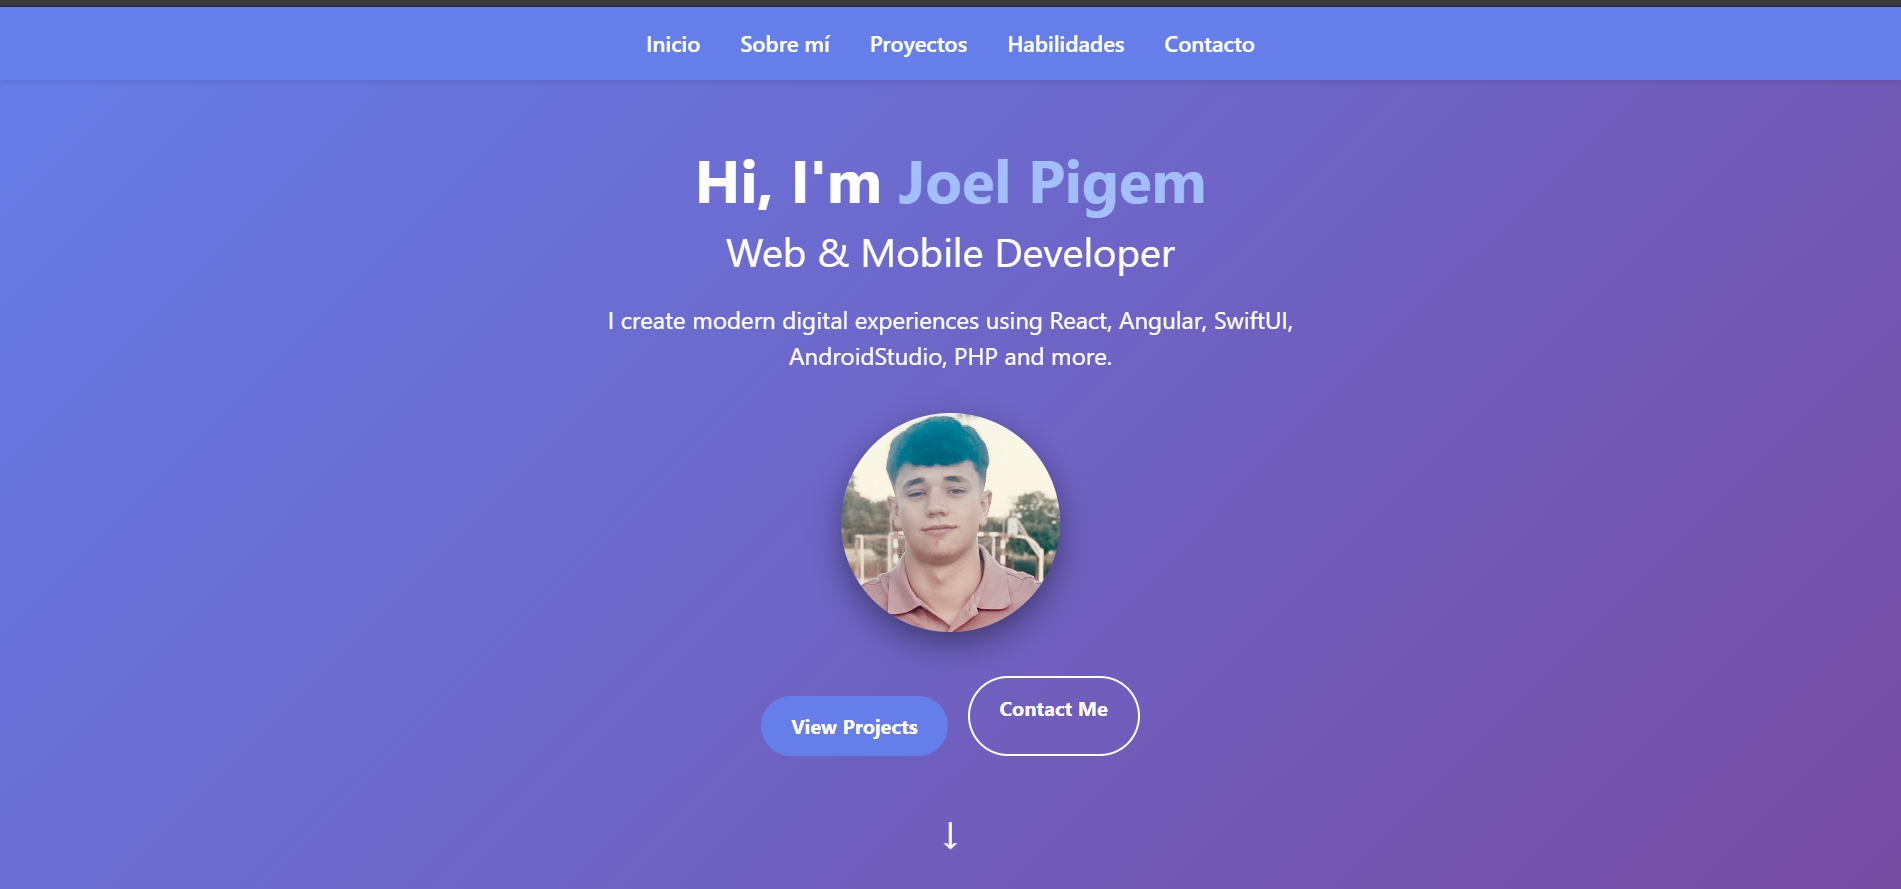 Inicio Sobre mí Proyectos Habilidades Contacto
Hi, I'm Joel Pigem
Web & Mobile Developer
I create modern digital experiences using React, Angular, SwiftUI,
AndroidStudio, PHP and more.
View Projects Contact Me
↓